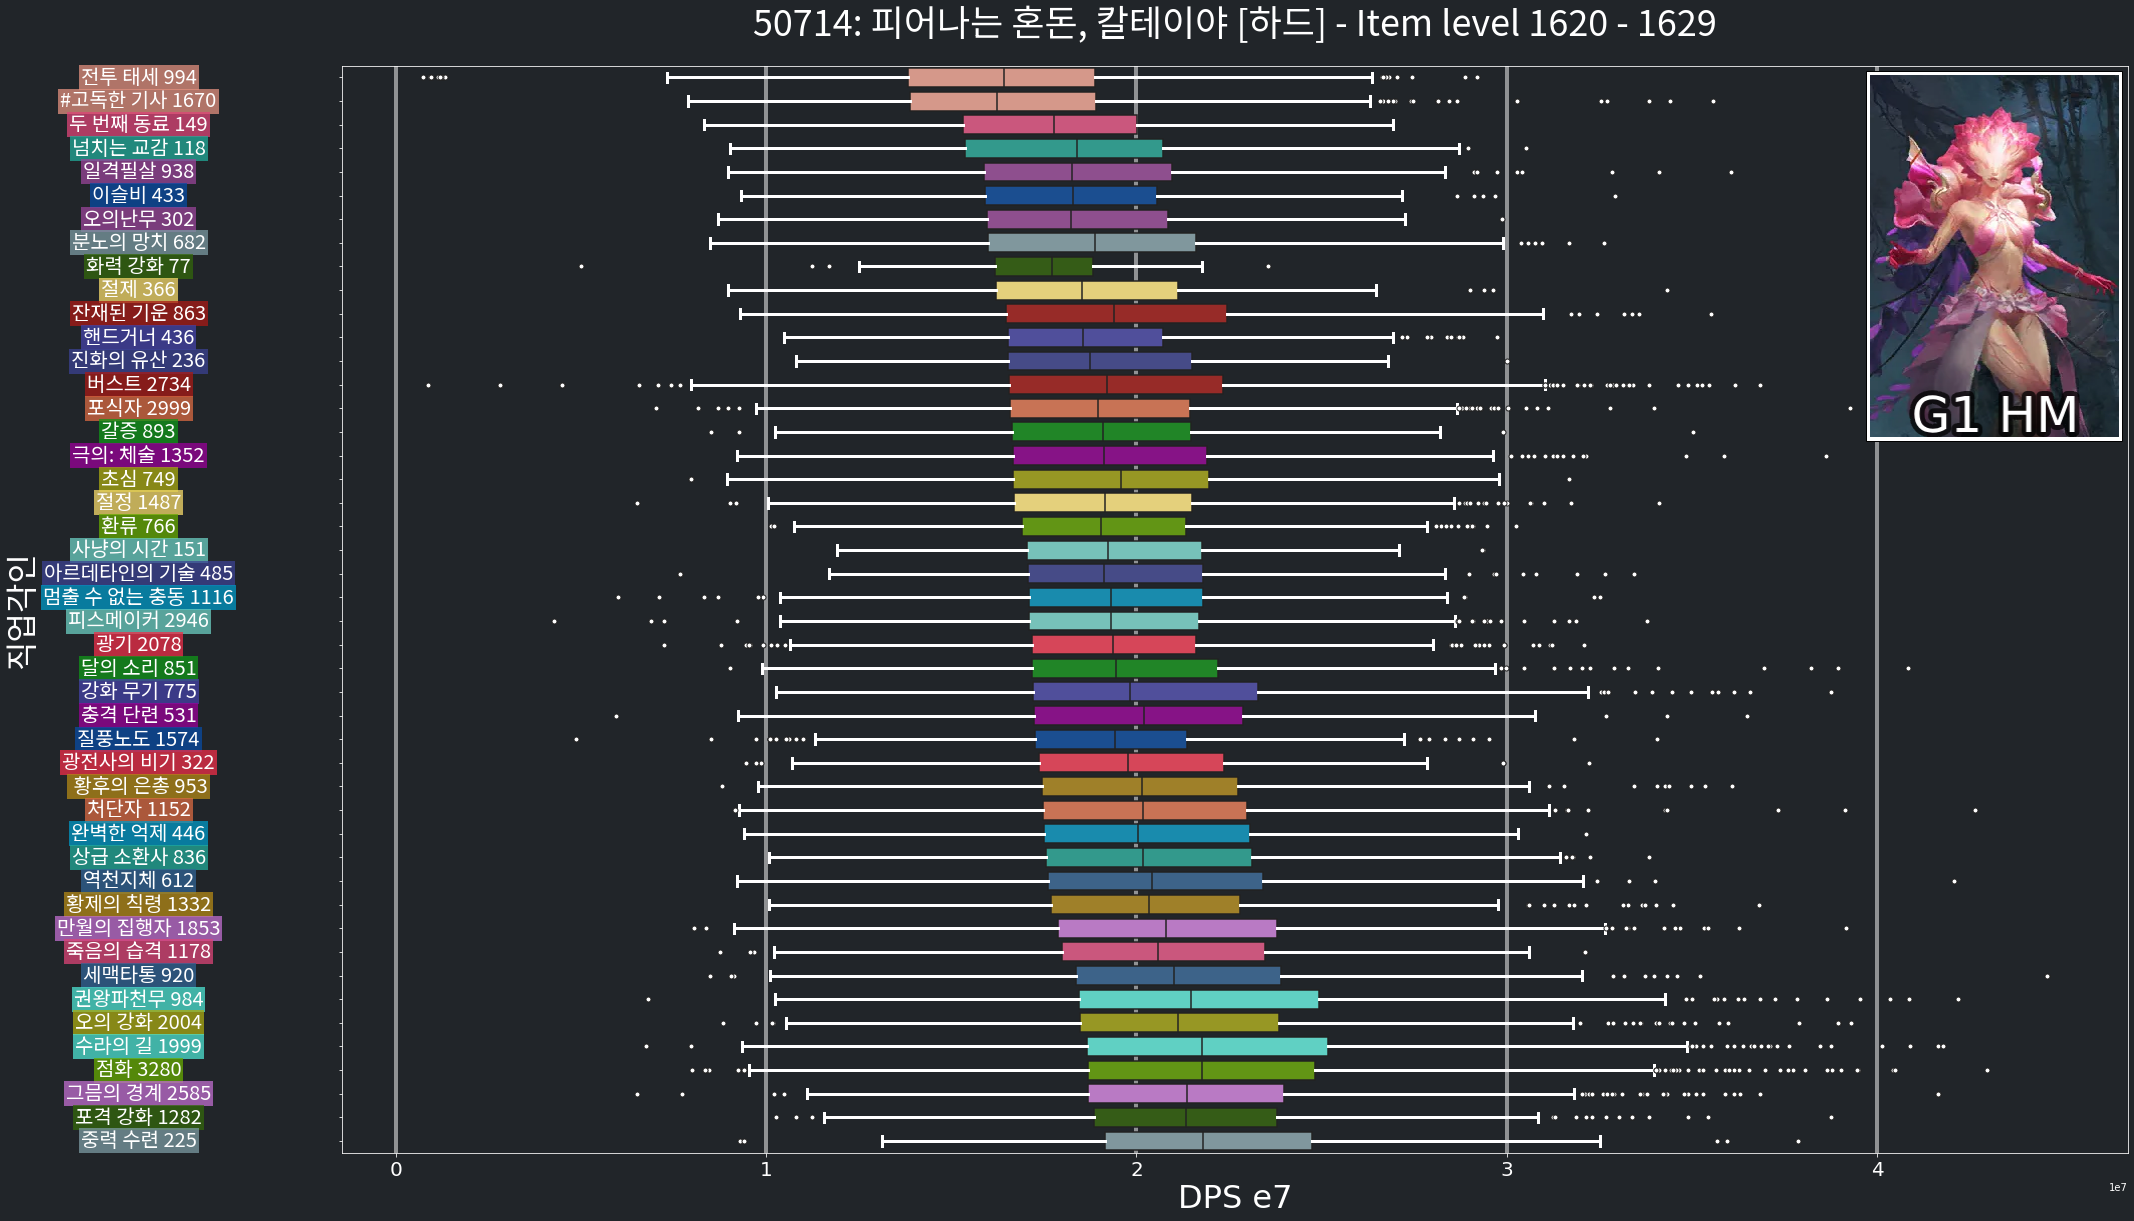 50714: 피어나는 혼돈, 칼테이야 [하드] - Item level 1620 - 1629
전투 태세 994
#고독한 기사 1670
두 번째 동료 149
넘치는 교감 118
일격필살 938
이슬비 433
오의난무 302
분노의 망치 682
화력 강화 77
절제 366
잔재된 기운 863
핸드거너 436
진화의 유산 236
버스트 2734
포식자 2999
갈증 893
극의: 체술 1352
초심 749
절정 1487
환류 766
사냥의 시간 151
아르데타인의 기술 485
멈출 수 없는 충동 1116
피스메이커 2946
광기 2078
달의 소리 851
강화 무기 775
충격 단련 531
질풍노도 1574
광전사의 비기 322
황후의 은총 953
처단자 1152
완벽한 억제 446
상급 소환사 836
역천지체 612
황제의 칙령 1332
만월의 집행자 1853
죽음의 습격 1178
세맥타통 920
권왕파천무 984
오의 강화 2004
수라의 길 1999
점화 3280
그믐의 경계 2585
포격 강화 1282
중력 수련 225
직업각인
G1 HM
0 1 2 3 4
DPS e7
1e7